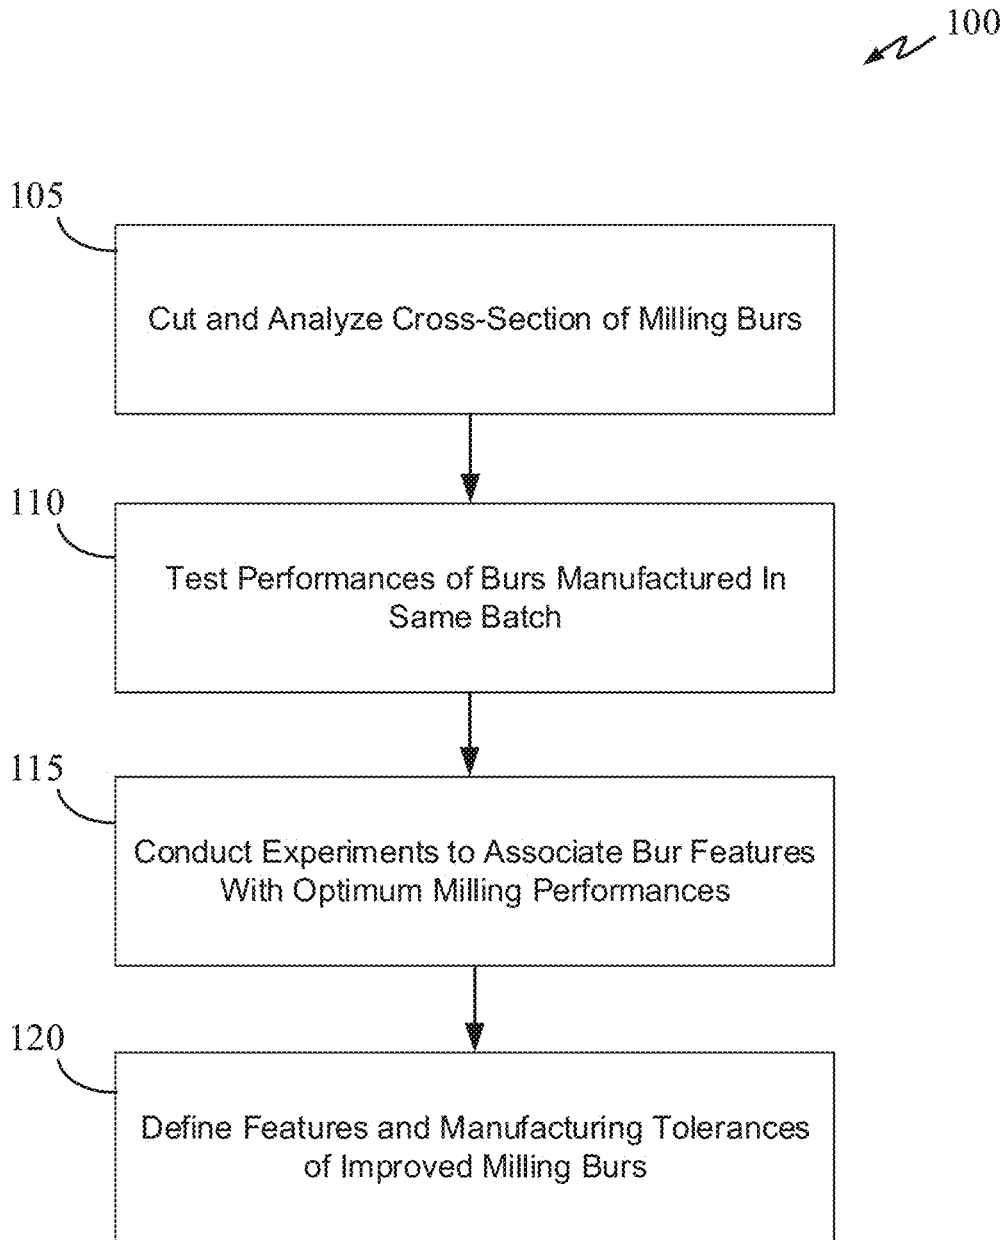 100
105
Cut and Analyze Cross-Section of Milling Burs
110
Test Performances of Burs Manufactured In
Same Batch
115
Conduct Experiments to Associate Bur Features
With Optimum Milling Performances
120
Define Features and Manufacturing Tolerances
of Improved Milling Burs